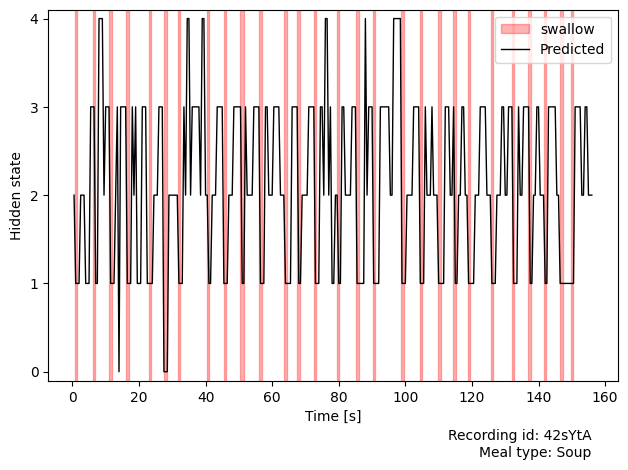 swallow
Predicted
Hidden state
4
3
2
1
0
0 20 40 60 80 100 120 140 160
Time [s]
Recording id: 42sYtA
Meal type: Soup